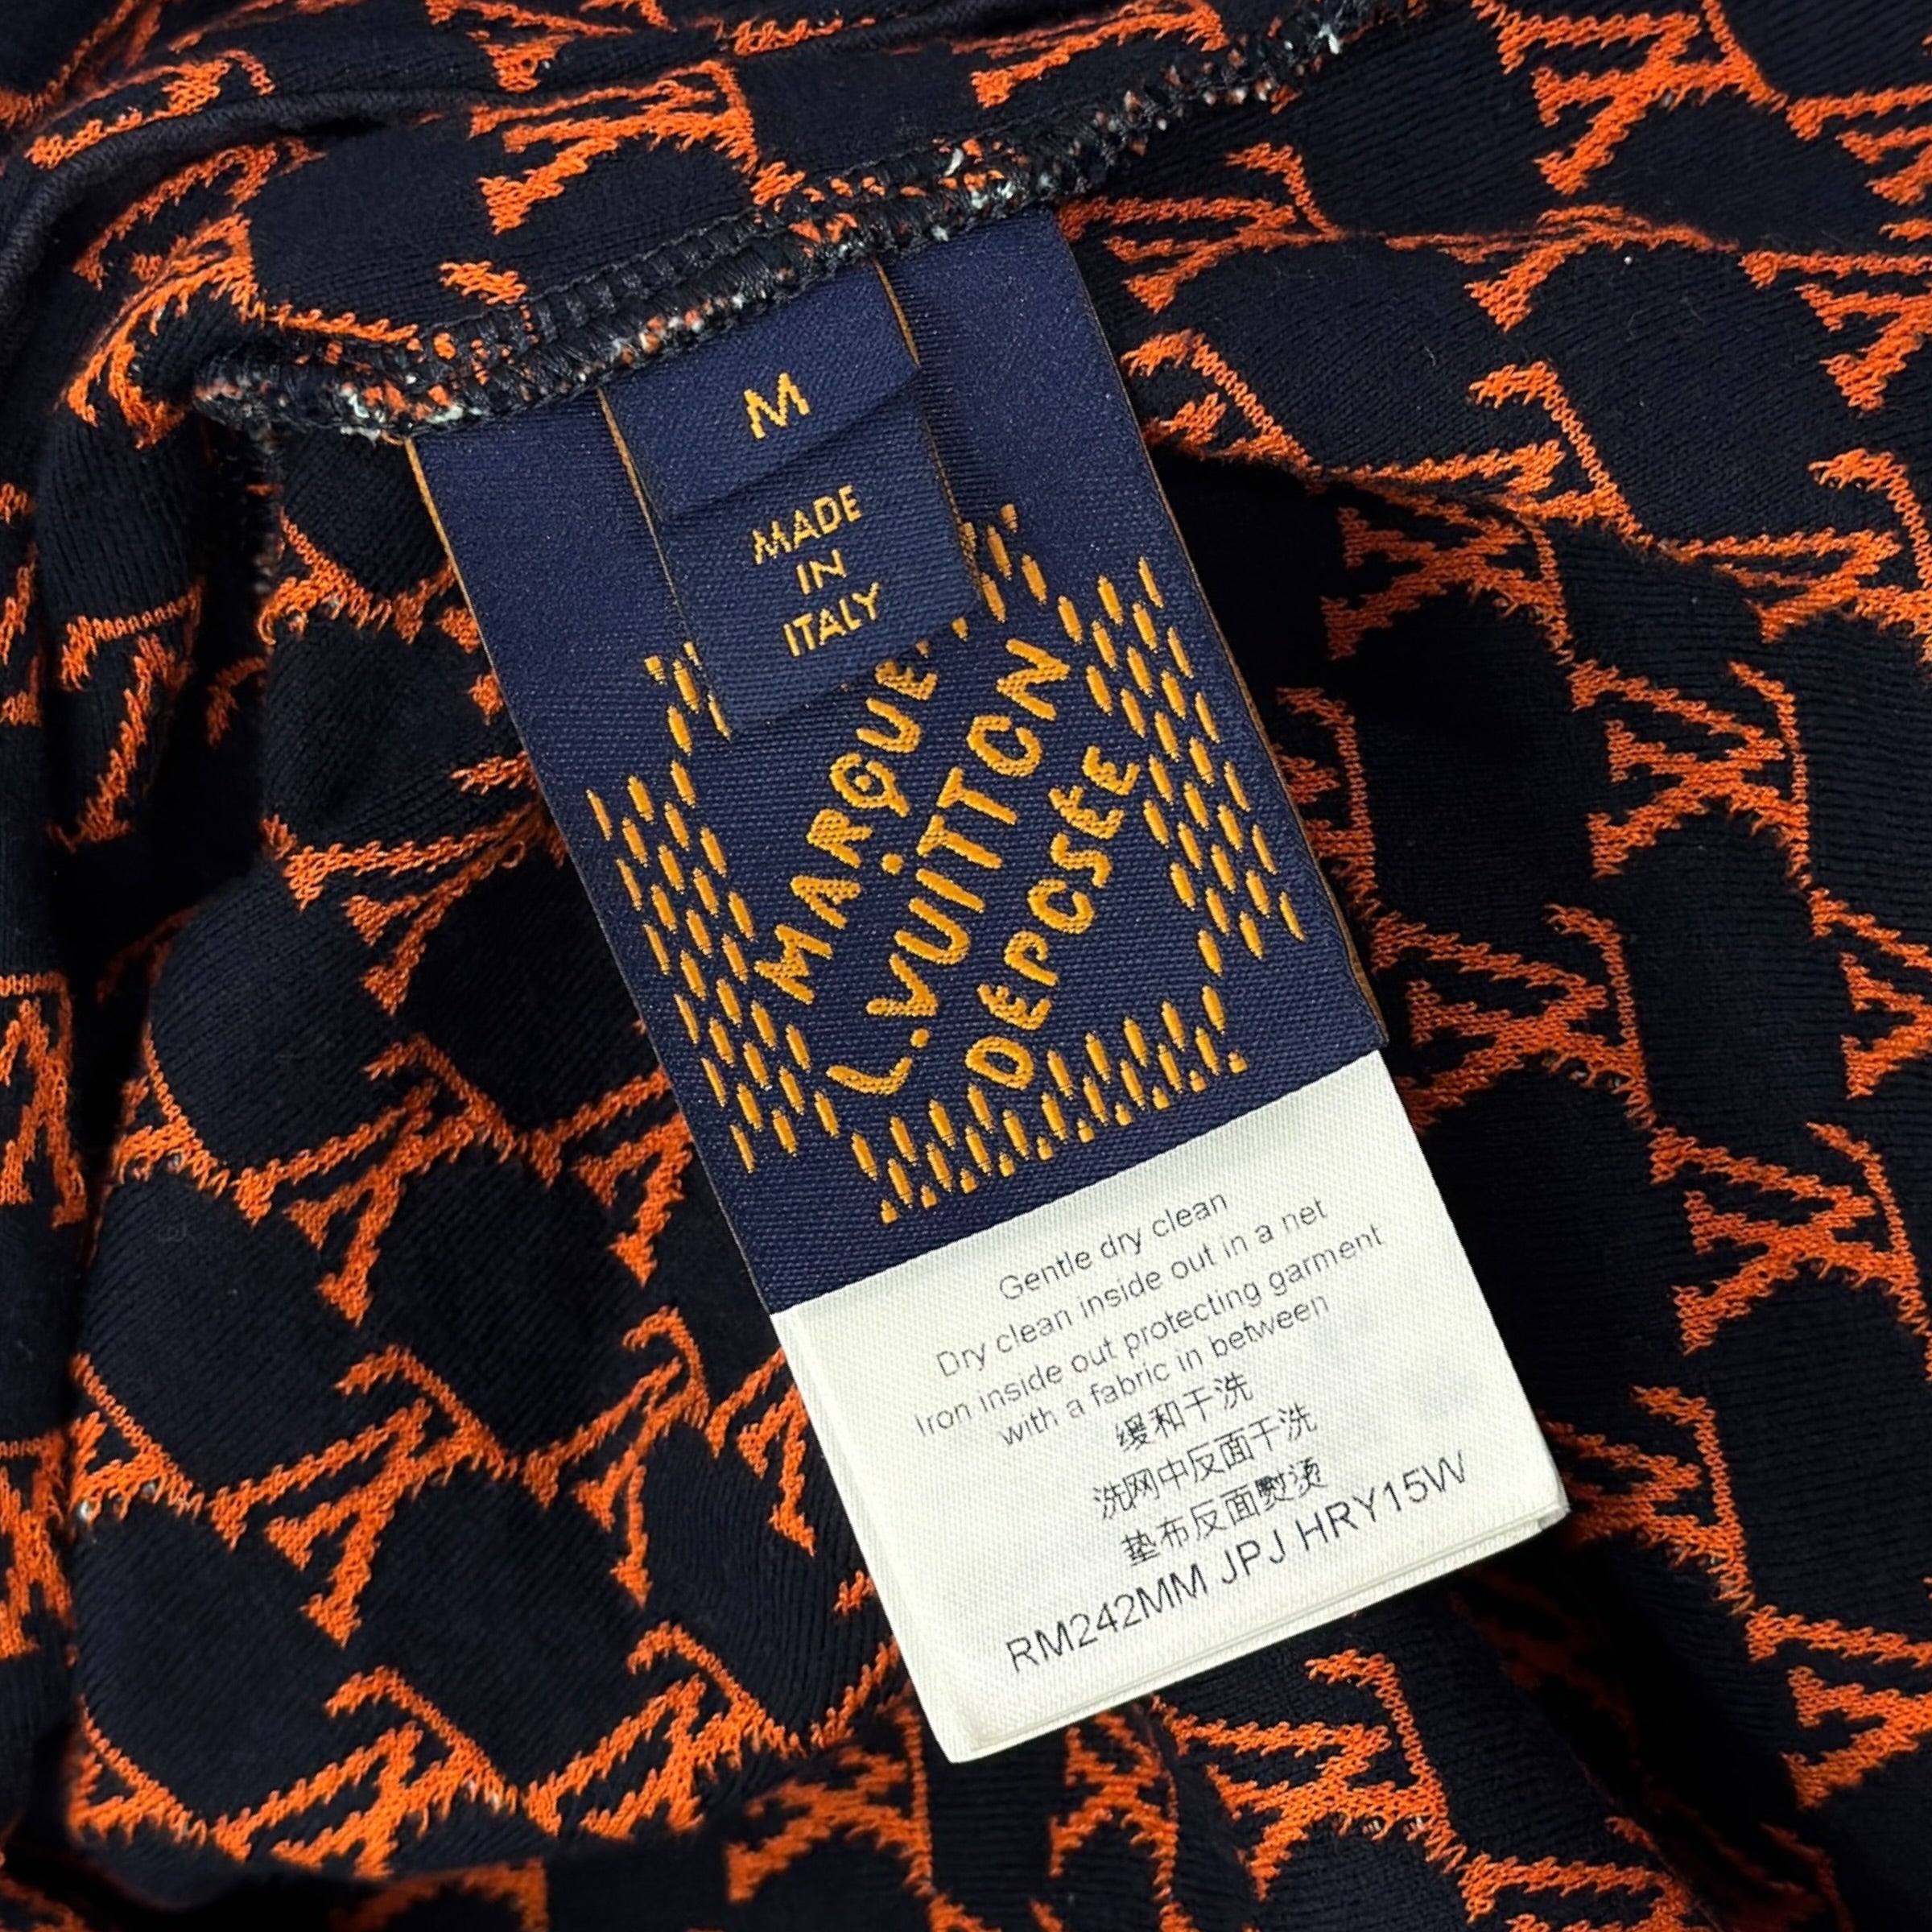 M
MADE
IN
ITALY
MARQUE
L.VUITTON
DEPOSEE
Gentle dry clean
Dry clean inside out in a net
Iron inside out protecting garment
with a fabric in between
缓和干洗
洗网中反面干洗
垫布反面熨烫
RM242MM JPJ HRY15W